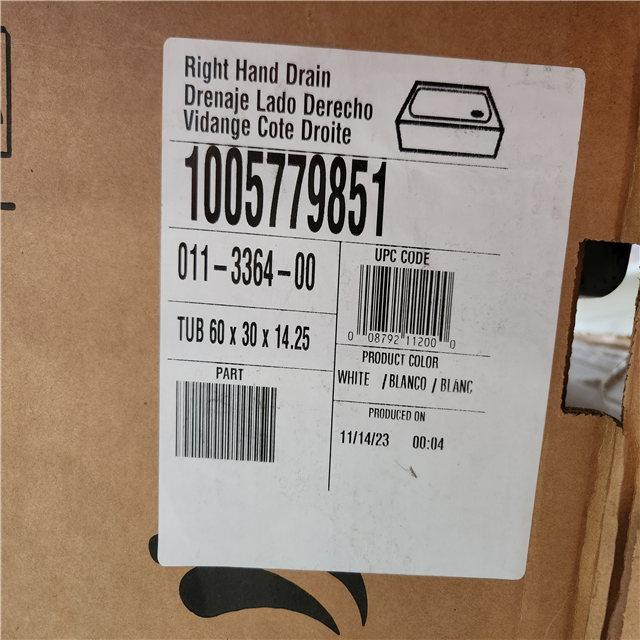 Right Hand Drain
Drenaje Lado Derecho
Vidange Cote Droite
1005779851
011-3364-00
UPC CODE
0 08792 11200 0
TUB 60 x 30 x 14.25
PRODUCT COLOR
WHITE / BLANCO / BLANC
PART
PRODUCED ON
11/14/23 00:04